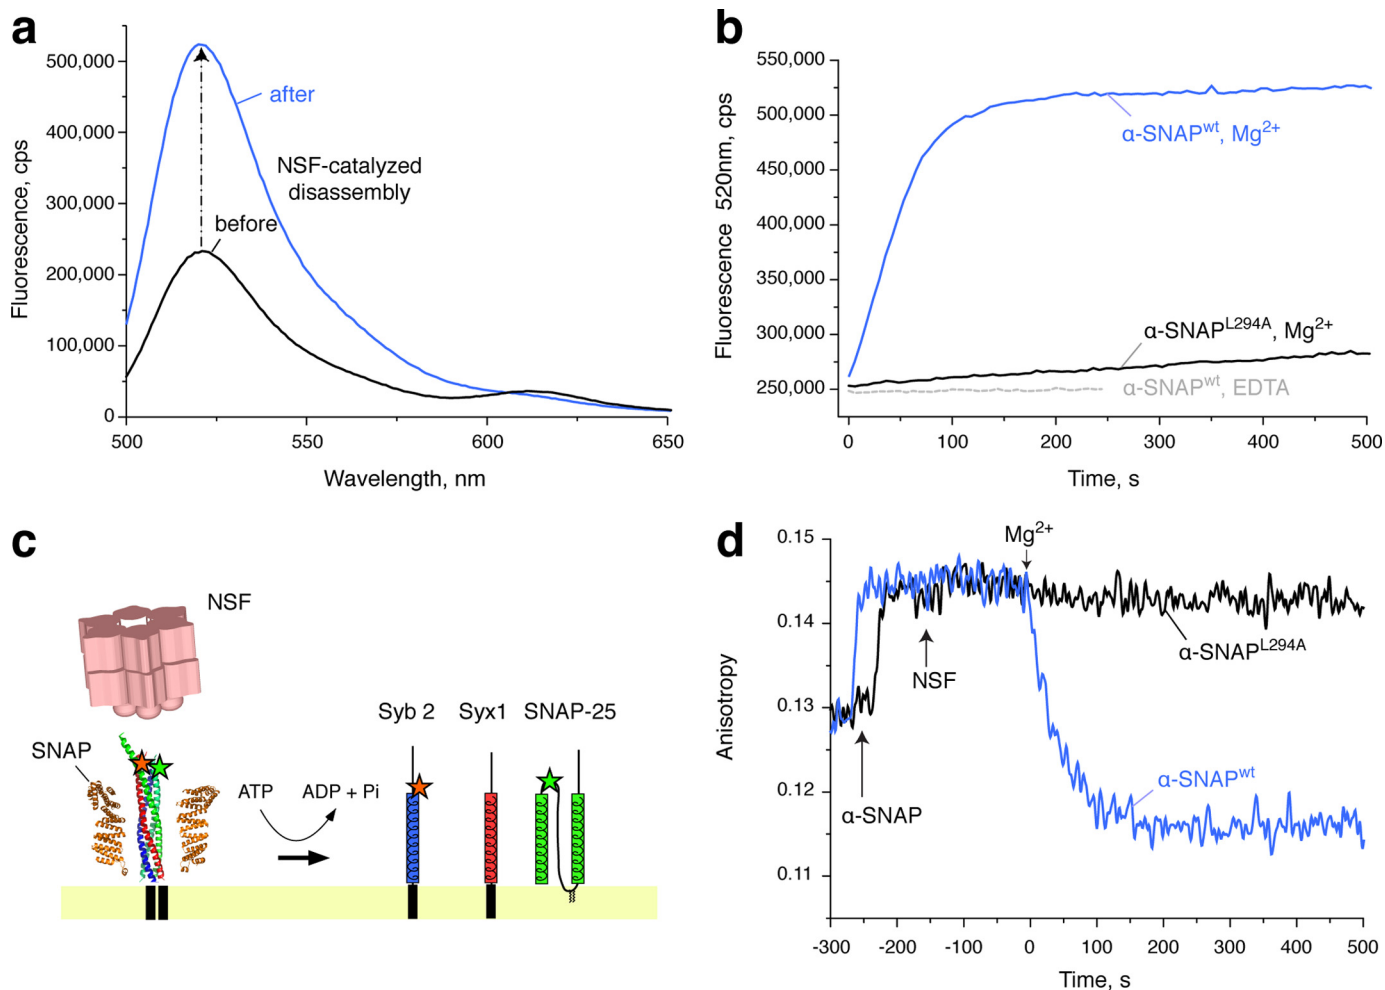 a
Fluorescence, cps
500,000
400,000
300,000
200,000
100,000
0
after
NSF-catalyzed
disassembly
before
500
550
600
650
Wavelength, nm
b
Fluorescence 520nm, cps
550,000
500,000
450,000
400,000
350,000
300,000
250,000
α-SNAPwt, Mg2+
α-SNAPL294A, Mg2+
α-SNAPwt, EDTA
0
100
200
300
400
500
Time, s
c
NSF
SNAP
ATP
ADP + Pi
Syb 2
Syx1
SNAP-25
d
Anisotropy
0.15
0.14
0.13
0.12
0.11
Mg2+
NSF
α-SNAPL294A
α-SNAP
α-SNAPwt
-300
-200
-100
0
100
200
300
400
500
Time, s